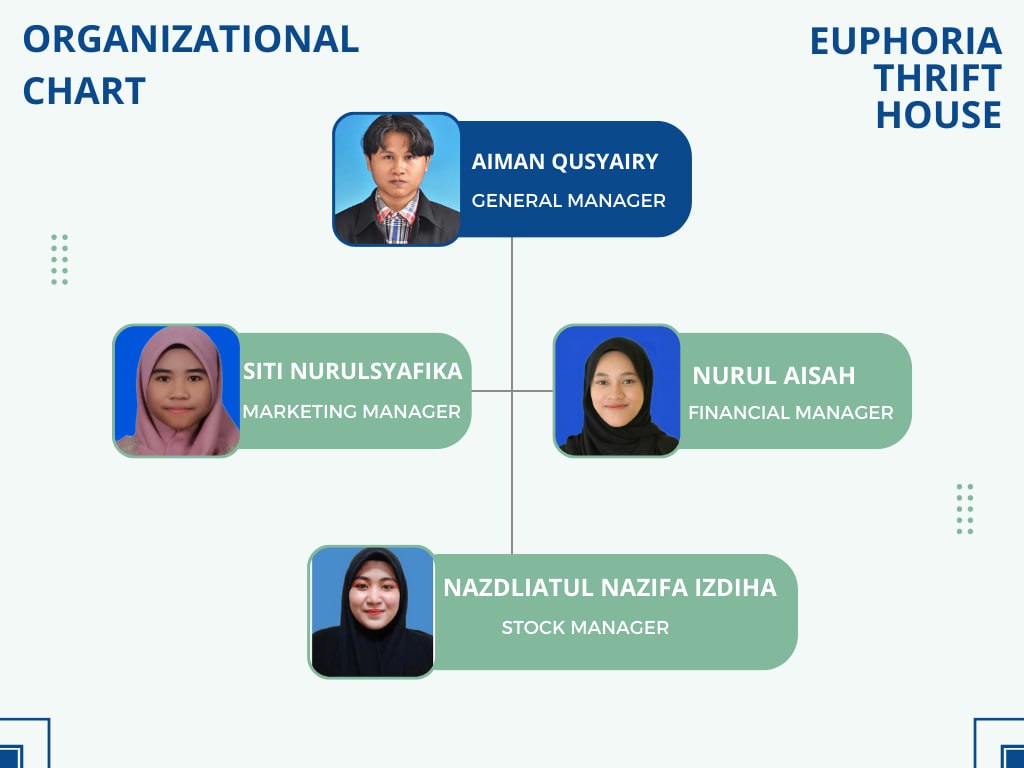 ORGANIZATIONAL
CHART
EUPHORIA
THRIFT
HOUSE
AIMAN QUSYAIRY
GENERAL MANAGER
SITI NURULSYAFIKA
MARKETING MANAGER
NURUL AISAH
FINANCIAL MANAGER
NAZDLIATUL NAZIFA IZDIHA
STOCK MANAGER